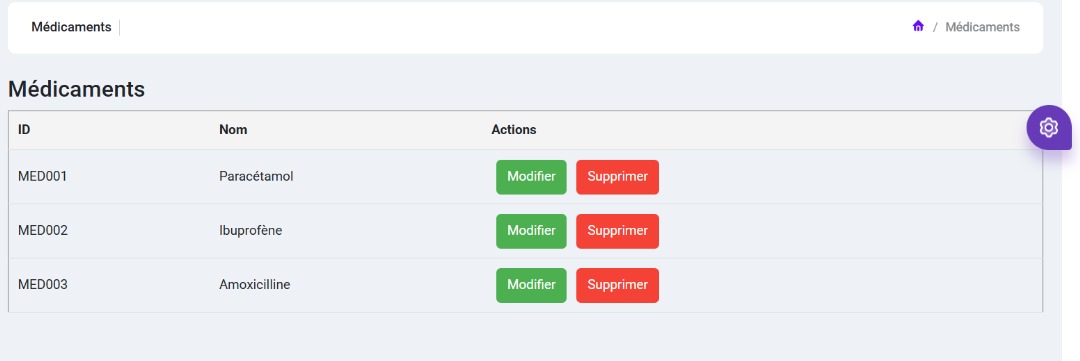 Médicaments
/ Médicaments
Médicaments
ID Nom Actions
MED001 Paracétamol Modifier Supprimer
MED002 Ibuprofène Modifier Supprimer
MED003 Amoxicilline Modifier Supprimer